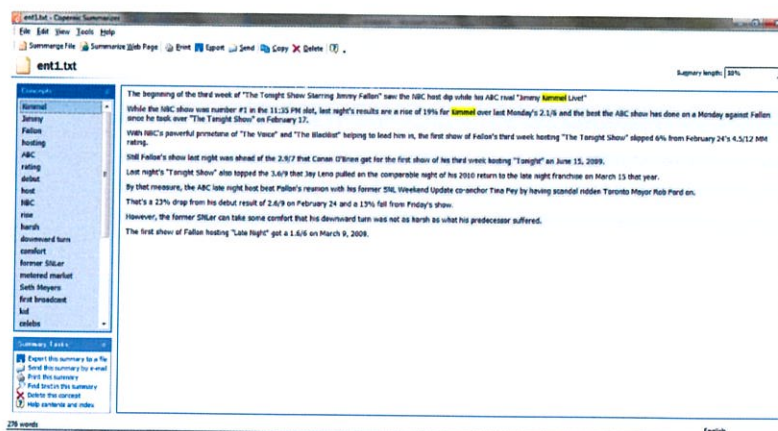 ent1.txt - Copernic Summarizer
File Edit View Tools Help
Summarize File Summarize Web Page Print Export Send Copy Delete
ent1.txt
Summary length: 10%
Concepts
Kimmel
Jimmy
Fallon
hosting
ABC
rating
debut
host
NBC
rise
harsh
downward turn
comfort
former SNLer
metered market
Seth Meyers
first broadcast
kid
celebs
The beginning of the third week of "The Tonight Show Starring Jimmy Fallon" saw the NBC host dip while his ABC rival "Jimmy Kimmel Live!"
While the NBC show was number #1 in the 11:35 PM slot, last night's results are a rise of 19% for Kimmel over last Monday's 2.1/6 and the best the ABC show has done on a Monday against Fallon
since he took over "The Tonight Show" on February 17.
With NBC's powerful primetime of "The Voice" and "The Blacklist" helping to lead him in, the first show of Fallon's third week hosting "The Tonight Show" slipped 6% from February 24's 4.5/12 MM
rating.
Still Fallon's show last night was ahead of the 2.9/7 that Conan O'Brien got for the first show of his third week hosting "Tonight" on June 15, 2009.
Last night's "Tonight Show" also topped the 3.6/9 that Jay Leno pulled on the comparable night of his 2010 return to the late night franchise on March 15 that year.
By that measure, the ABC late night host beat Fallon's reunion with his former SNL Weekend Update co-anchor Tina Fey by having scandal ridden Toronto Mayor Rob Ford on.
That's a 23% drop from his debut result of 2.6/9 on February 24 and a 13% fall from Friday's show.
However, the former SNLer can take some comfort that his downward turn was not as harsh as what his predecessor suffered.
The first show of Fallon hosting "Late Night" got a 1.6/6 on March 9, 2009.
Summary Tasks
Export this summary to a file
Send this summary by e-mail
Print this summary
Find text in this summary
Delete this concept
Help contents and index
278 words
English